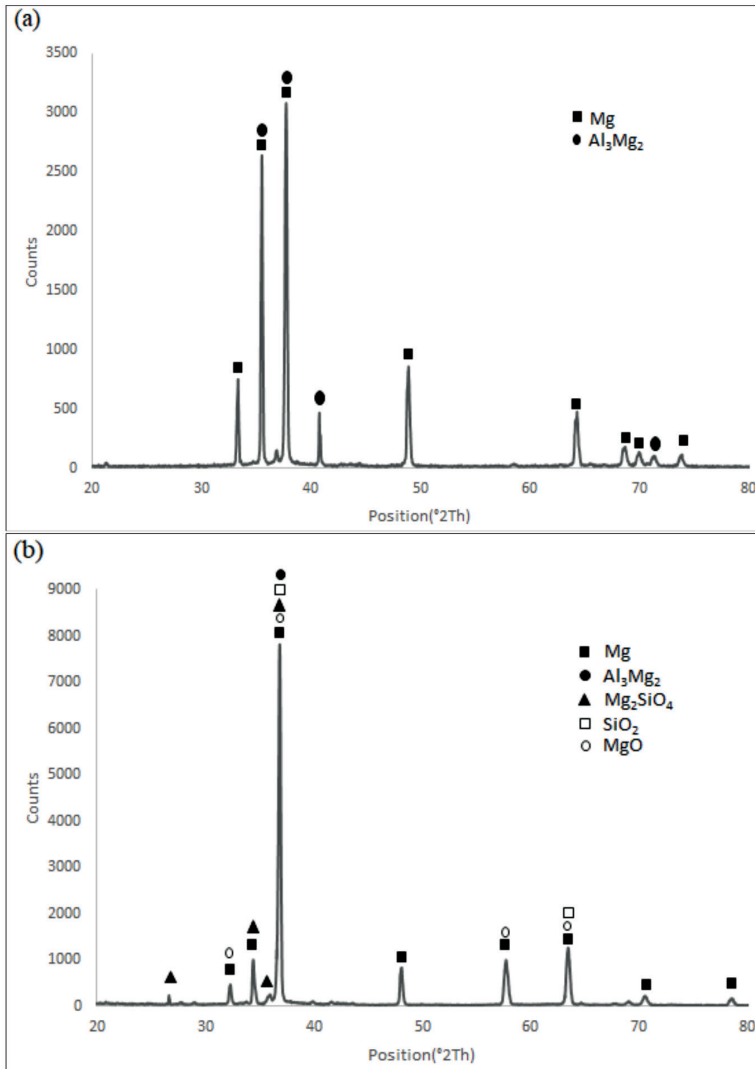 (a)
3500
3000
2500
2000
1500
1000
500
0
Counts
■ Mg
● Al₃Mg₂
20 30 40 50 60 70 80
Position(°2Th)
(b)
9000
8000
7000
6000
5000
4000
3000
2000
1000
0
Counts
■ Mg
● Al₃Mg₂
▲ Mg₂SiO₄
□ SiO₂
○ MgO
20 30 40 50 60 70 80
Position(°2Th)